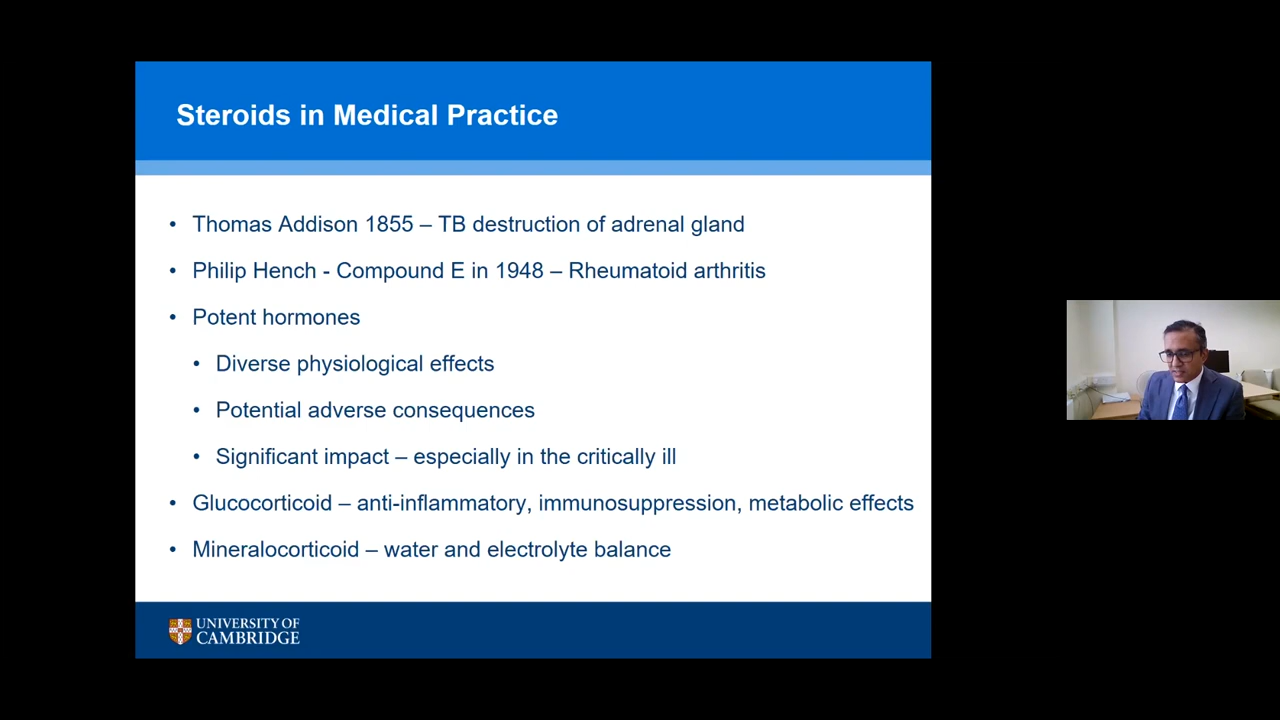 Steroids in Medical Practice
• Thomas Addison 1855 – TB destruction of adrenal gland
• Philip Hench - Compound E in 1948 – Rheumatoid arthritis
• Potent hormones
• Diverse physiological effects
• Potential adverse consequences
• Significant impact – especially in the critically ill
• Glucocorticoid – anti-inflammatory, immunosuppression, metabolic effects
• Mineralocorticoid – water and electrolyte balance
UNIVERSITY OF
CAMBRIDGE